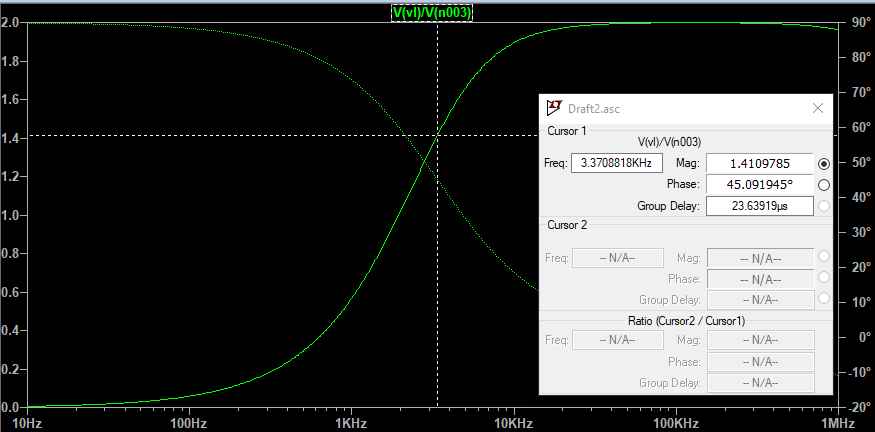 V(vl)/V(n003)
2.0
1.8
1.6
1.4
1.2
1.0
0.8
0.6
0.4
0.2
0.0
90°
80°
70°
60°
50°
40°
30°
20°
10°
0°
-10°
-20°
10Hz 100Hz 1KHz 10KHz 100KHz 1MHz
Draft2.asc
Cursor 1
V(vl)/V(n003)
Freq: 3.3708818KHz Mag: 1.4109785
Phase: 45.091945°
Group Delay: 23.63919µs
Cursor 2
Freq: -- N/A-- Mag: -- N/A--
Phase: -- N/A--
Group Delay: -- N/A--
Ratio (Cursor2 / Cursor1)
Freq: -- N/A-- Mag: -- N/A--
Phase: -- N/A--
Group Delay: -- N/A--